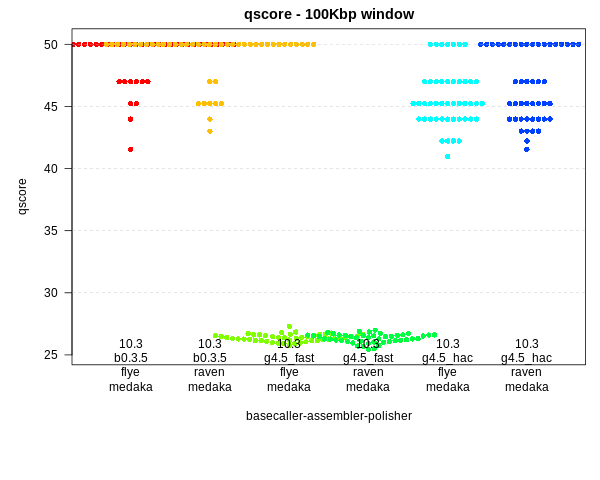 qscore - 100Kbp window
50
45
40
35
30
25
qscore
10.3 10.3 10.3 10.3 10.3 10.3
b0.3.5 b0.3.5 g4.5_fast g4.5_fast g4.5_hac g4.5_hac
flye raven flye raven flye raven
medaka medaka medaka medaka medaka medaka
basecaller-assembler-polisher